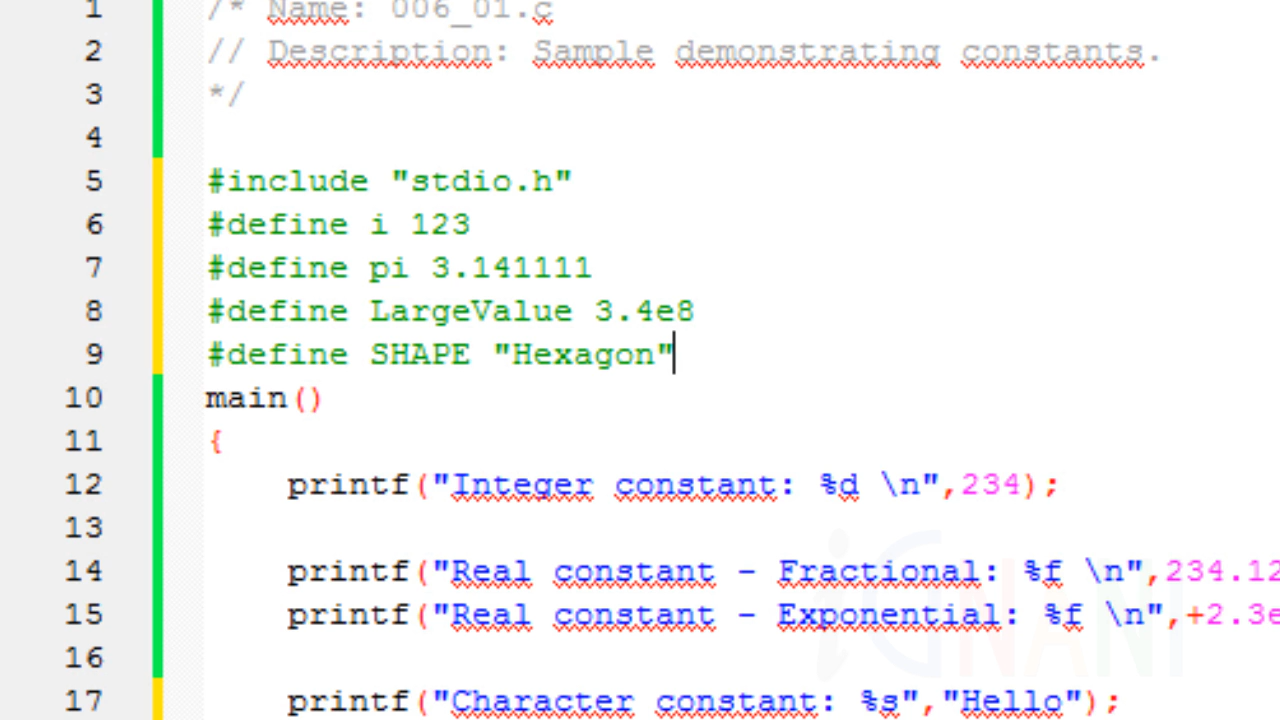 1 /* Name: 006_01.c
2 // Description: Sample demonstrating constants.
3 */
4
5 #include "stdio.h"
6 #define i 123
7 #define pi 3.141111
8 #define LargeValue 3.4e8
9 #define SHAPE "Hexagon"
10 main()
11 {
12 printf("Integer constant: %d \n",234);
13
14 printf("Real constant - Fractional: %f \n",234.12
15 printf("Real constant - Exponential: %f \n",+2.3e
16
17 printf("Character constant: %s","Hello");
iGNANI